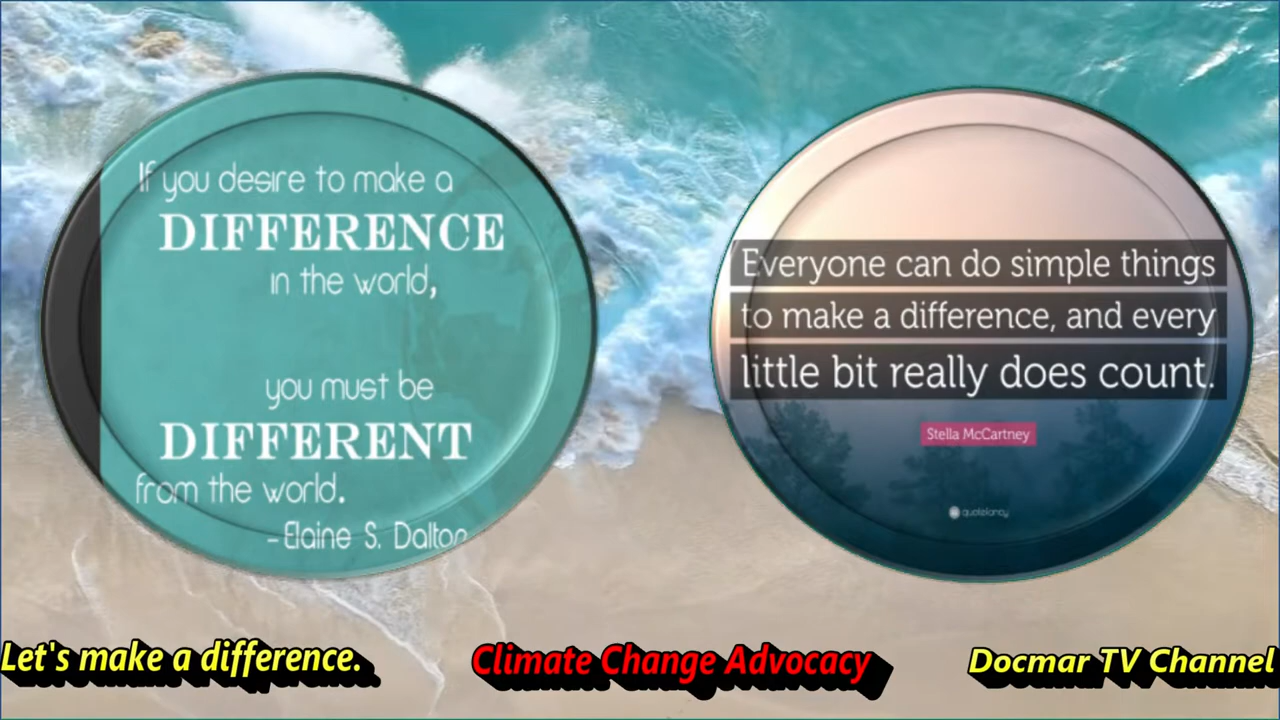 If you desire to make a
DIFFERENCE
in the world,
you must be
DIFFERENT
from the world.
-Elaine S. Dalton
Everyone can do simple things
to make a difference, and every
little bit really does count.
Stella McCartney
quotefancy
Let's make a difference.
Climate Change Advocacy
Docmar TV Channel